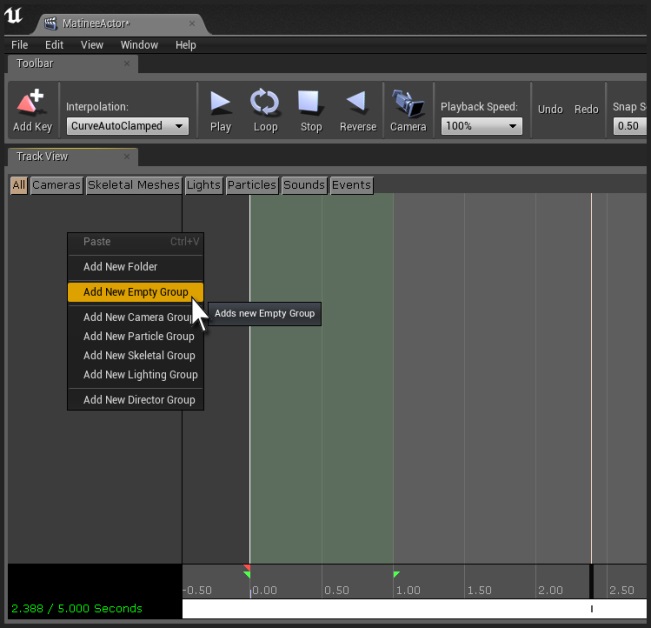 MatineeActor*
File Edit View Window Help
Toolbar
Add Key
Interpolation:
CurveAutoClamped
Play Loop Stop Reverse Camera
Playback Speed:
100%
Undo Redo
Snap S
0.50
Track View
All Cameras Skeletal Meshes Lights Particles Sounds Events
Paste Ctrl+V
Add New Folder
Add New Empty Group
Adds new Empty Group
Add New Camera Group
Add New Particle Group
Add New Skeletal Group
Add New Lighting Group
Add New Director Group
-0.50 0.00 0.50 1.00 1.50 2.00 2.50
2.388 / 5.000 Seconds